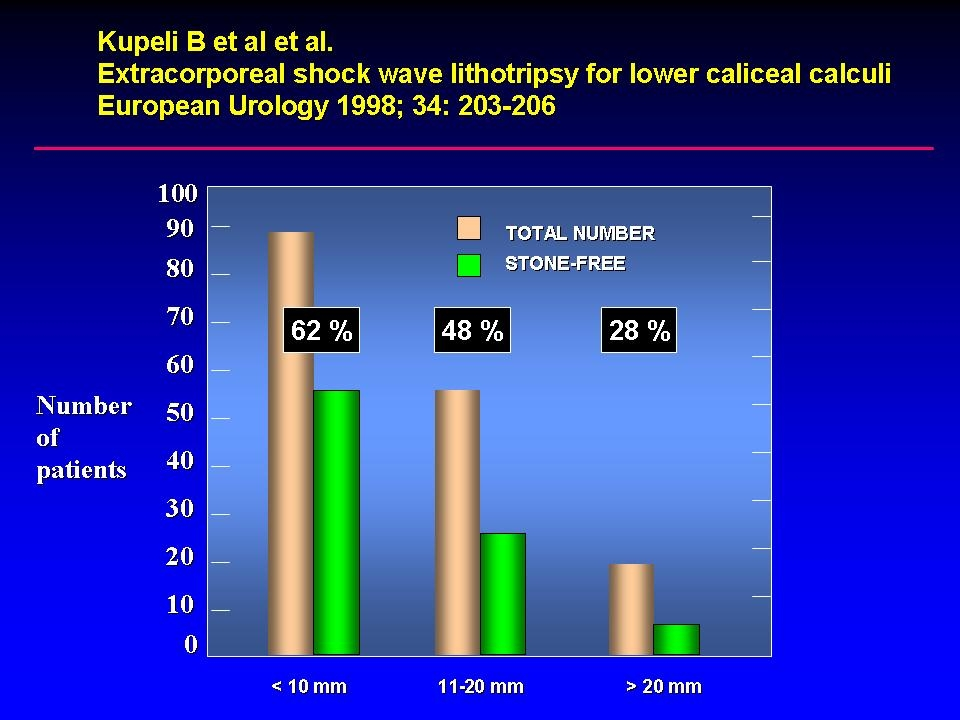 Kupeli B et al et al.
Extracorporeal shock wave lithotripsy for lower caliceal calculi
European Urology 1998; 34: 203-206
100
90
80
70
60
50
40
30
20
10
0
Number
of
patients
TOTAL NUMBER
STONE-FREE
62 %
48 %
28 %
< 10 mm
11-20 mm
> 20 mm